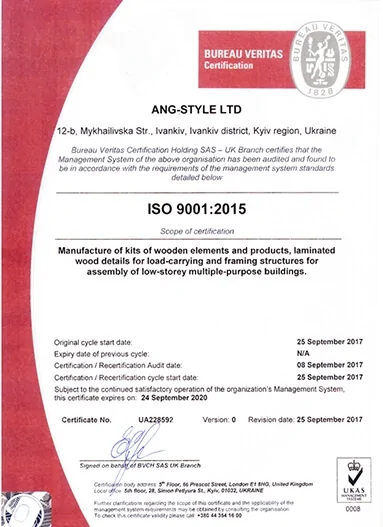 BUREAU VERITAS
Certification
BUREAU VERITAS
1828
ANG-STYLE LTD
12-b, Mykhailivska Str., Ivankiv, Ivankiv district, Kyiv region, Ukraine
Bureau Veritas Certification Holding SAS – UK Branch certifies that the
Management System of the above organisation has been audited and found to
be in accordance with the requirements of the management system standards
detailed below
ISO 9001:2015
Scope of certification
Manufacture of kits of wooden elements and products, laminated
wood details for load-carrying and framing structures for
assembly of low-storey multiple-purpose buildings.
Original cycle start date: 25 September 2017
Expiry date of previous cycle: N/A
Certification / Recertification Audit date: 08 September 2017
Certification / Recertification cycle start date: 25 September 2017
Subject to the continued satisfactory operation of the organization's Management System,
this certificate expires on: 24 September 2020
Certificate No. UA228592 Version: 0 Revision date: 25 September 2017
Signed on behalf of BVCH SAS UK Branch
Certification body address: 5th Floor, 66 Prescot Street, London E1 8HG, United Kingdom
Local office: 5th floor, 28, Simon Petyura St., Kyiv, 01032, UKRAINE
Further clarifications regarding the scope of this certificate and the applicability of the
management system requirements may be obtained by consulting the organisation
To check this certificate validity please call +380 44 354 16 00
UKAS
MANAGEMENT
SYSTEMS
0008